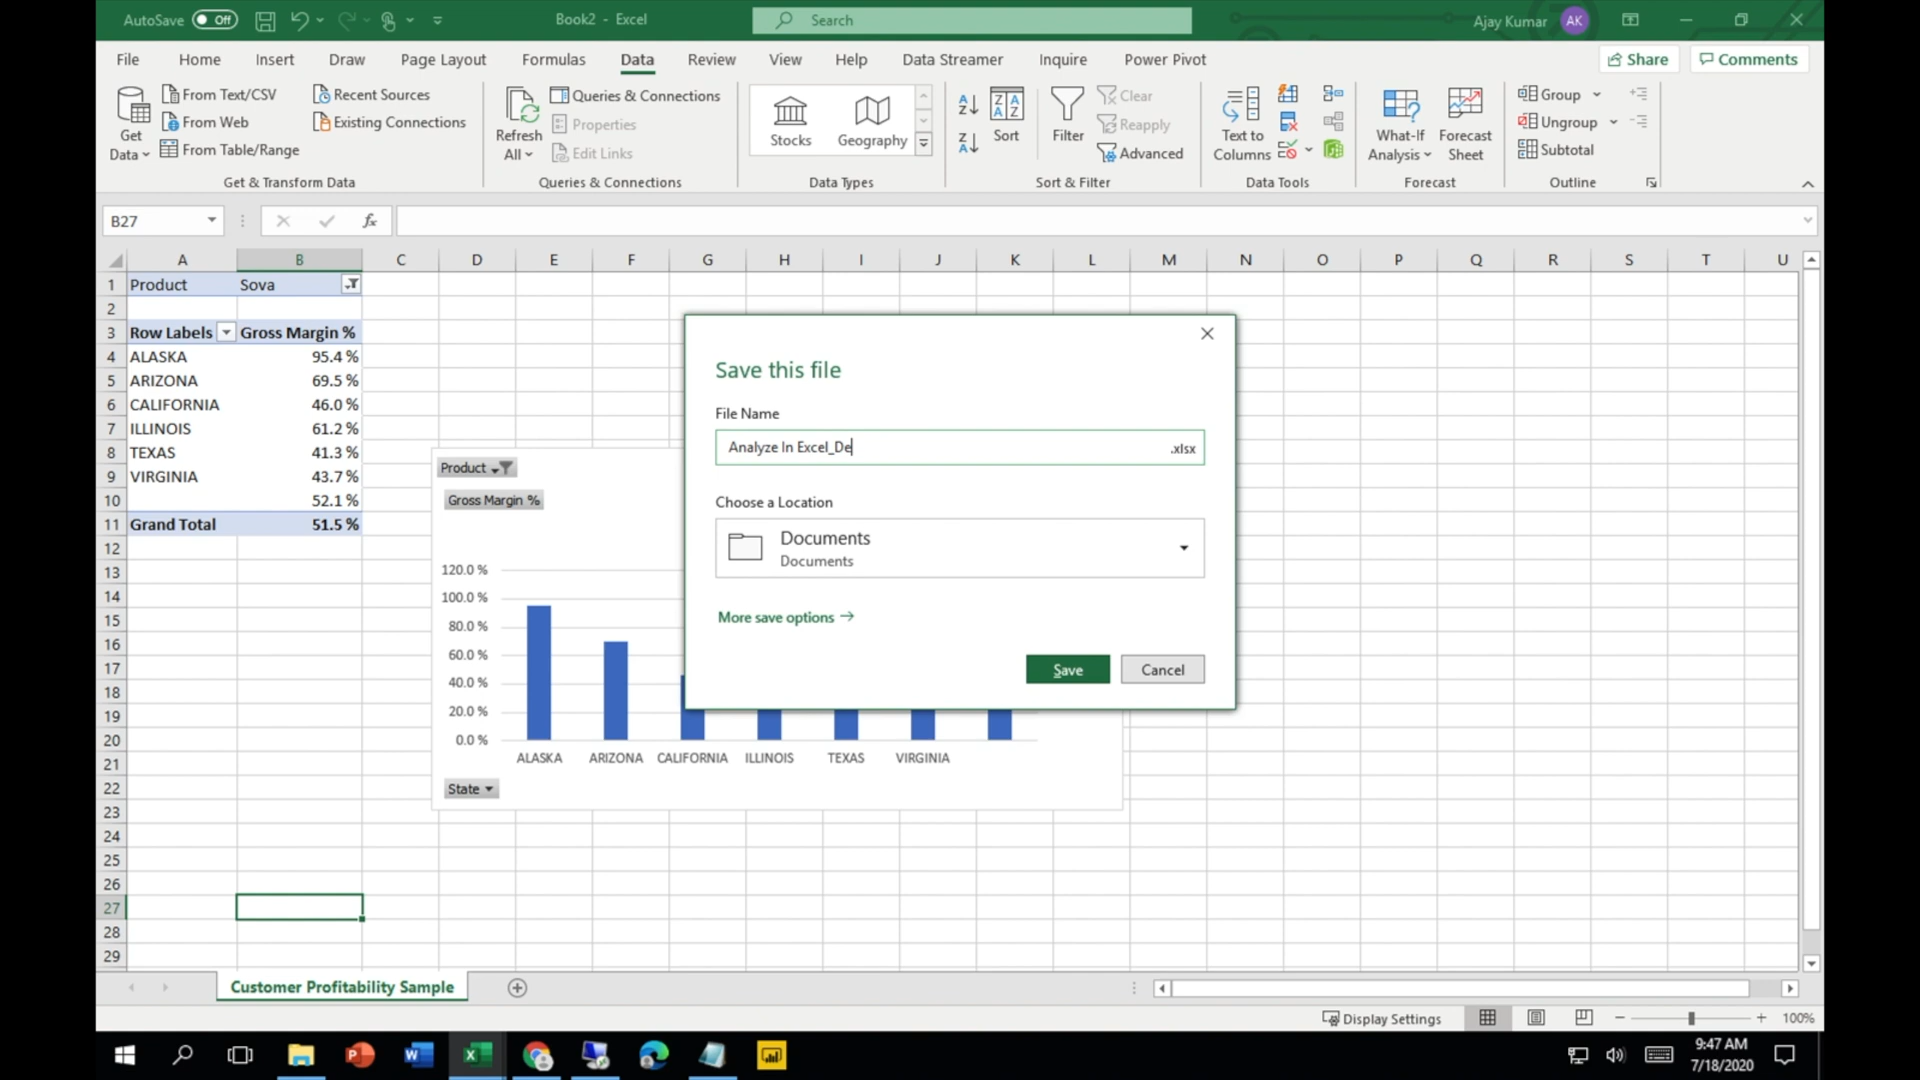 AutoSave Off Book2 - Excel Search Ajay Kumar AK
File Home Insert Draw Page Layout Formulas Data Review View Help Data Streamer Inquire Power Pivot Share Comments
Get Data
From Text/CSV
From Web
From Table/Range
Recent Sources
Existing Connections
Get & Transform Data
Refresh All
Queries & Connections
Properties
Edit Links
Queries & Connections
Stocks Geography
Data Types
Sort
Filter
Clear
Reapply
Advanced
Sort & Filter
Text to Columns
Data Tools
What-If Analysis
Forecast Sheet
Forecast
Group
Ungroup
Subtotal
Outline
B27 fx
A B C D E F G H I J K L M N O P Q R S T U
1 Product Sova
2
3 Row Labels Gross Margin %
4 ALASKA 95.4 %
5 ARIZONA 69.5 %
6 CALIFORNIA 46.0 %
7 ILLINOIS 61.2 %
8 TEXAS 41.3 %
9 VIRGINIA 43.7 %
10 52.1 %
11 Grand Total 51.5 %
12
13
14
15
16
17
18
19
20
21
22
23
24
25
26
27
28
29
Product
Gross Margin %
120.0 %
100.0 %
80.0 %
60.0 %
40.0 %
20.0 %
0.0 %
ALASKA ARIZONA CALIFORNIA ILLINOIS TEXAS VIRGINIA
State
Save this file
File Name
Analyze In Excel_De .xlsx
Choose a Location
Documents
Documents
More save options
Save Cancel
Customer Profitability Sample
Display Settings 100%
9:47 AM
7/18/2020